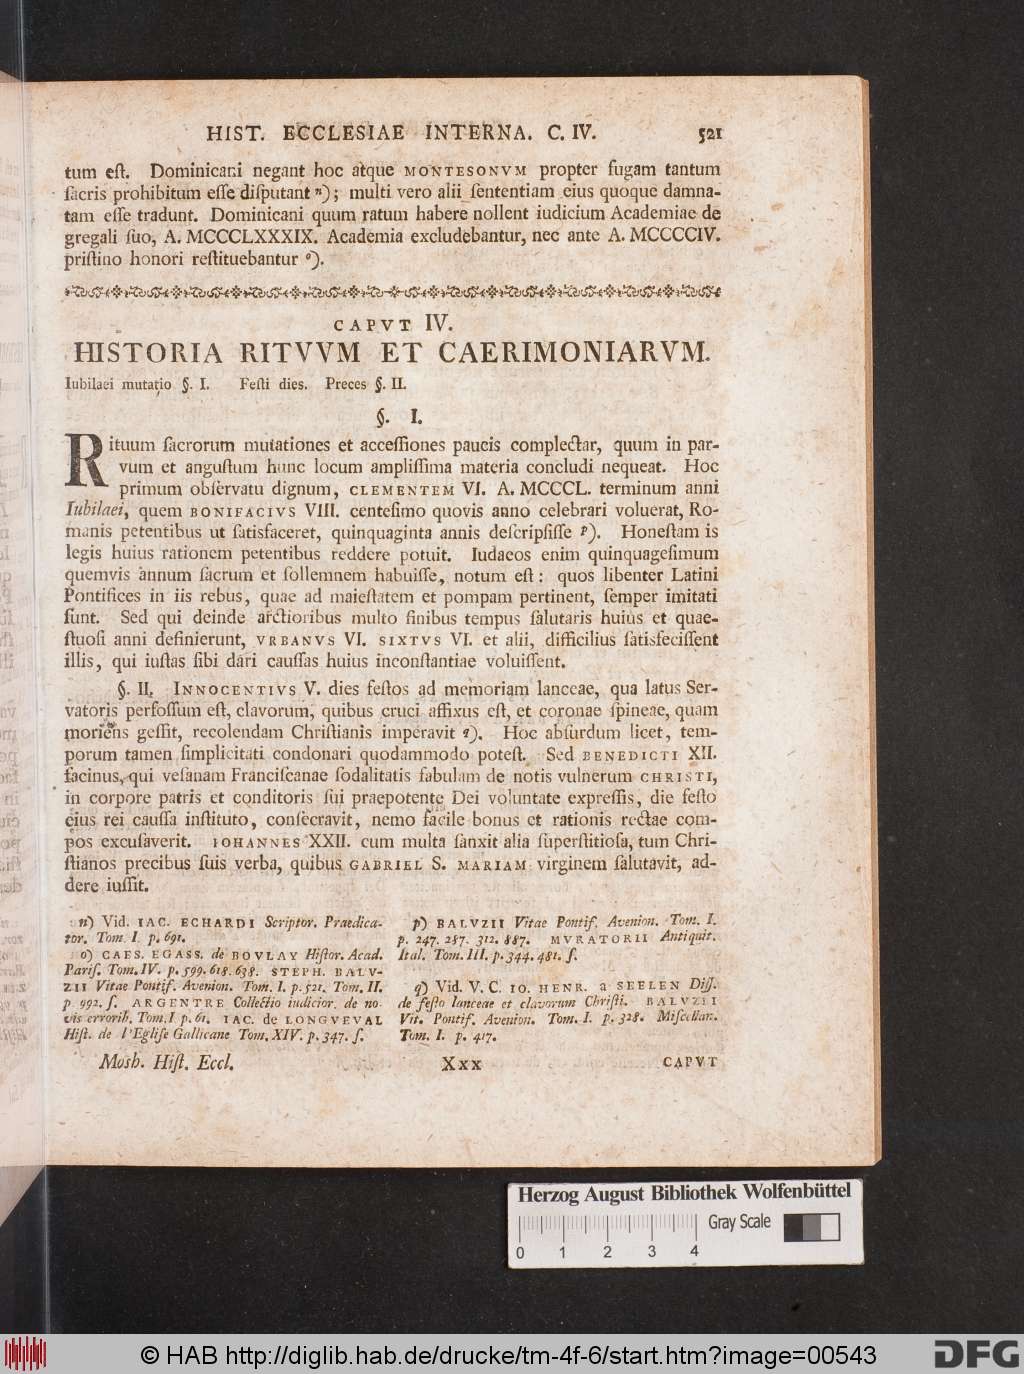 HIST. ECCLESIAE INTERNA. C. IV. 521
tum eſt. Dominicani negant hoc atque MONTESONVM propter fugam tantum
ſacris prohibitum eſſe diſputant n); multi vero alii ſententiam eius quoque damna-
tam eſſe tradunt. Dominicani quum ratum habere nollent iudicium Academiae de
gregali ſuo, A. MCCCLXXXIX. Academia excludebantur, nec ante A. MCCCCIV.
priſtino honori reſtituebantur o).
CAPVT IV.
HISTORIA RITVVM ET CAERIMONIARVM.
Iubilaei mutatio §. I. Feſti dies. Preces §. II.
§. I.
Rituum ſacrorum mutationes et acceſſiones paucis complectar, quum in par-
vum et anguſtum hunc locum ampliſſima materia concludi nequeat. Hoc
primum obſervatu dignum, CLEMENTEM VI. A. MCCCL. terminum anni
Iubilaei, quem BONIFACIVS VIII. centeſimo quovis anno celebrari voluerat, Ro-
manis petentibus ut ſatisfaceret, quinquaginta annis deſcripſiſſe p). Honeſtam is
legis huius rationem petentibus reddere potuit. Iudaeos enim quinquageſimum
quemvis annum ſacrum et ſollemnem habuiſſe, notum eſt: quos libenter Latini
Pontifices in iis rebus, quae ad maieſtatem et pompam pertinent, ſemper imitati
ſunt. Sed qui deinde arctioribus multo finibus tempus ſalutaris huius et quae-
ſtuoſi anni definierunt, VRBANVS VI. SIXTVS VI. et alii, difficilius ſatisfeciſſent
illis, qui iuſtas ſibi dari cauſſas huius inconſtantiae voluiſſent.
§. II. INNOCENTIVS V. dies feſtos ad memoriam lanceae, qua latus Ser-
vatoris perfoſſum eſt, clavorum, quibus cruci affixus eſt, et coronae ſpineae, quam
moriens geſſit, recolendam Chriſtianis imperavit q). Hoc abſurdum licet, tem-
porum tamen ſimplicitati condonari quodammodo poteſt. Sed BENEDICTI XII.
facinus, qui veſanam Franciſcanae ſodalitatis fabulam de notis vulnerum CHRISTI,
in corpore patris et conditoris ſui praepotente Dei voluntate expreſſis, die feſto
eius rei cauſſa inſtituto, conſecravit, nemo facile bonus et rationis rectae com-
pos excuſaverit. IOHANNES XXII. cum multa ſanxit alia ſuperſtitioſa, tum Chri-
ſtianos precibus ſuis verba, quibus GABRIEL S. MARIAM virginem ſalutavit, ad-
dere iuſſit.
n) Vid. IAC. ECHARDI Scriptor. Praedica-
tor. Tom. I. p. 691.
o) CAES. EGASS. de BOVLAY Hiſtor. Acad.
Pariſ. Tom. IV. p. 599. 618. 638. STEPH. BALV-
ZII Vitae Pontif. Avenion. Tom. I. p. 521. Tom. II.
p. 992. ſ. ARGENTRE Collectio iudicior. de no-
vis errorib. Tom. I p. 61. IAC. de LONGVEVAL
Hiſt. de l'Egliſe Gallicane Tom. XIV. p. 347. ſ.
p) BALVZII Vitae Pontif. Avenion. Tom. I.
p. 247. 287. 312. 887. MVRATORII Antiquit.
Ital. Tom. III. p. 344. 481. ſ.
q) Vid. V. C. IO. HENR. a SEELEN Diſſ.
de feſto lanceae et clavorum Chriſti. BALVZII
Vit. Pontif. Avenion. Tom. I. p. 328. Miſcellan.
Tom. I. p. 417.
Mosh. Hiſt. Eccl. Xxx CAPVT
Herzog August Bibliothek Wolfenbüttel
Gray Scale
0 1 2 3 4
© HAB http://diglib.hab.de/drucke/tm-4f-6/start.htm?image=00543
DFG